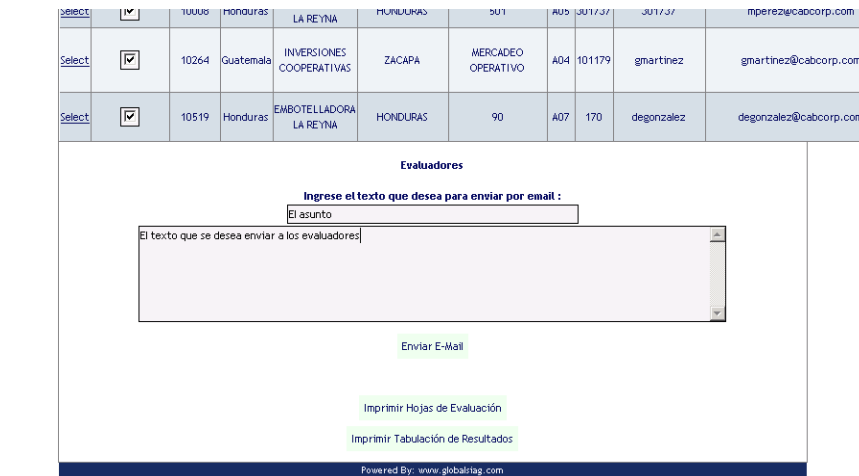 Select 10008 Honduras LA REYNA HONDURAS 501 A05 301737 301737 mperez@cabcorp.com
Select 10264 Guatemala INVERSIONES COOPERATIVAS ZACAPA MERCADEO OPERATIVO A04 101179 gmartinez gmartinez@cabcorp.com
Select 10519 Honduras EMBOTELLADORA LA REYNA HONDURAS 90 A07 170 degonzalez degonzalez@cabcorp.com
Evaluadores
Ingrese el texto que desea para enviar por email :
El asunto
El texto que se desea enviar a los evaluadores
Enviar E-Mail
Imprimir Hojas de Evaluación
Imprimir Tabulación de Resultados
Powered By: www.globalsiag.com